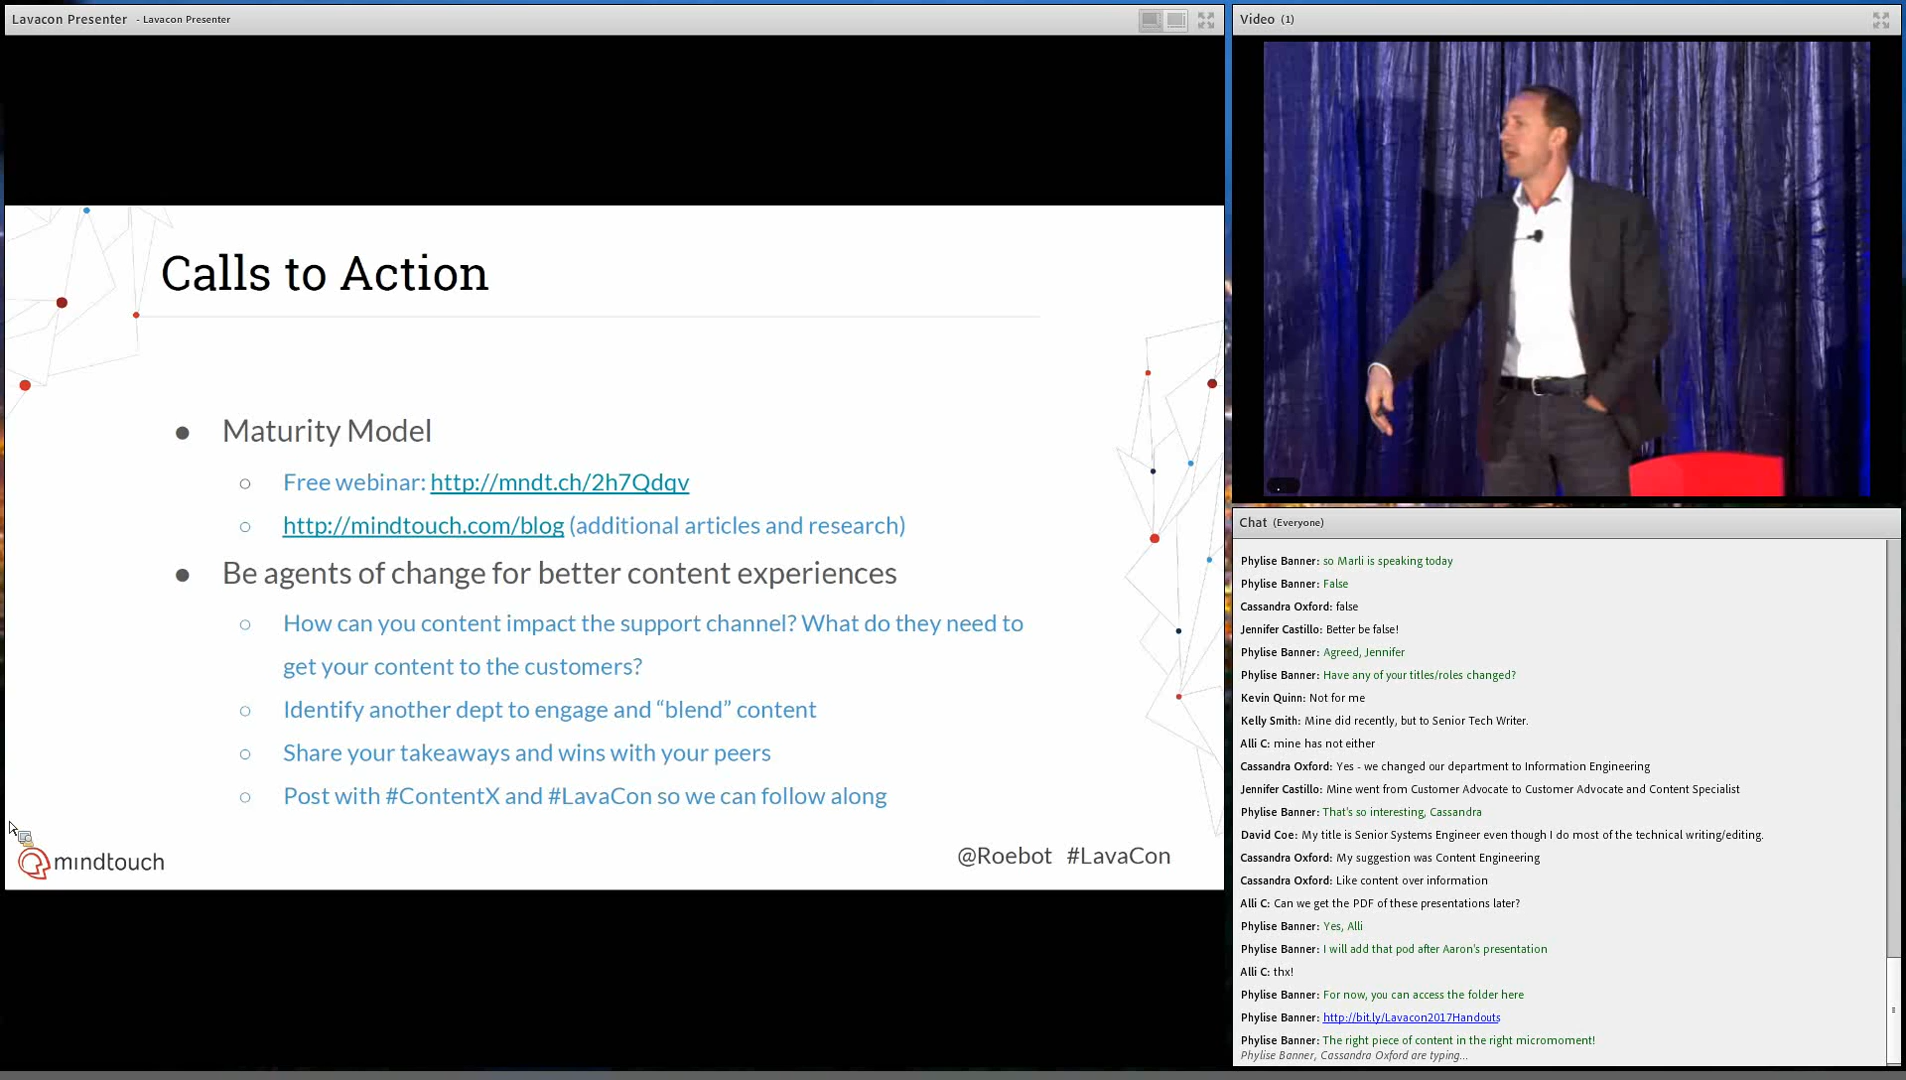 Lavacon Presenter - Lavacon Presenter
Calls to Action
● Maturity Model
○ Free webinar: http://mndt.ch/2h7Qdqv
○ http://mindtouch.com/blog (additional articles and research)
● Be agents of change for better content experiences
○ How can you content impact the support channel? What do they need to
get your content to the customers?
○ Identify another dept to engage and “blend” content
○ Share your takeaways and wins with your peers
○ Post with #ContentX and #LavaCon so we can follow along
mindtouch
@Roebot #LavaCon
Video (1)
Chat (Everyone)
Phylise Banner: so Marli is speaking today
Phylise Banner: False
Cassandra Oxford: false
Jennifer Castillo: Better be false!
Phylise Banner: Agreed, Jennifer
Phylise Banner: Have any of your titles/roles changed?
Kevin Quinn: Not for me
Kelly Smith: Mine did recently, but to Senior Tech Writer.
Alli C: mine has not either
Cassandra Oxford: Yes - we changed our department to Information Engineering
Jennifer Castillo: Mine went from Customer Advocate to Customer Advocate and Content Specialist
Phylise Banner: That's so interesting, Cassandra
David Coe: My title is Senior Systems Engineer even though I do most of the technical writing/editing.
Cassandra Oxford: My suggestion was Content Engineering
Cassandra Oxford: Like content over information
Alli C: Can we get the PDF of these presentations later?
Phylise Banner: Yes, Alli
Phylise Banner: I will add that pod after Aaron's presentation
Alli C: thx!
Phylise Banner: For now, you can access the folder here
Phylise Banner: http://bit.ly/Lavacon2017Handouts
Phylise Banner: The right piece of content in the right micromoment!
Phylise Banner, Cassandra Oxford are typing...